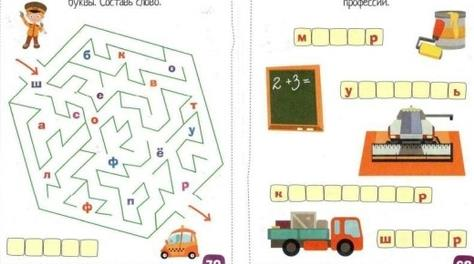 буквы. Составь слово.
б к о
ш е в
т
а с о у
ф ё
л р
ф п
профессии.
м р
2+3=
у ь
к р
ш р